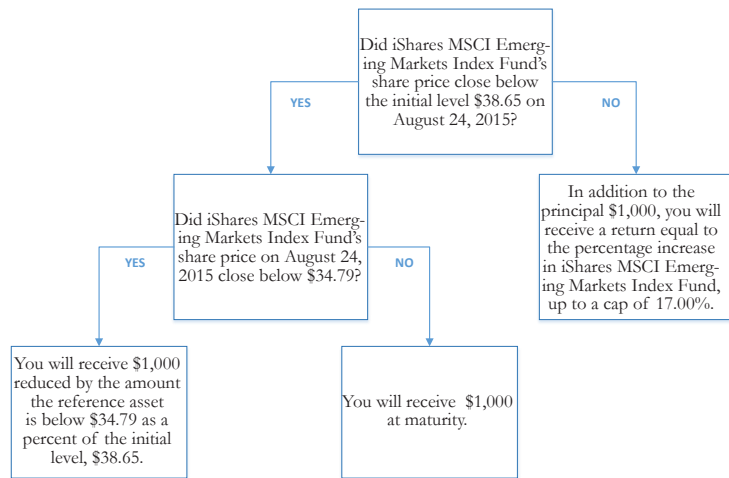 Did iShares MSCI Emerg-
ing Markets Index Fund's
share price close below
the initial level $38.65 on
August 24, 2015?
YES
NO
Did iShares MSCI Emerg-
ing Markets Index Fund's
share price on August 24,
2015 close below $34.79?
In addition to the
principal $1,000, you will
receive a return equal to
the percentage increase
in iShares MSCI Emerg-
ing Markets Index Fund,
up to a cap of 17.00%.
YES
NO
You will receive $1,000
reduced by the amount
the reference asset
is below $34.79 as a
percent of the initial
level, $38.65.
You will receive $1,000
at maturity.